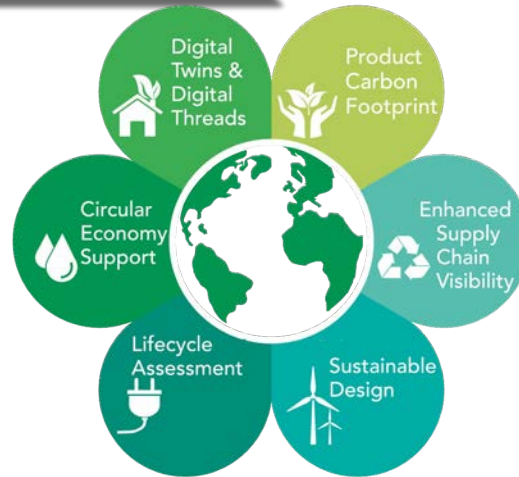 Digital
Twins &
Digital
Threads
Product
Carbon
Footprint
Circular
Economy
Support
Enhanced
Supply
Chain
Visibility
Lifecycle
Assessment
Sustainable
Design